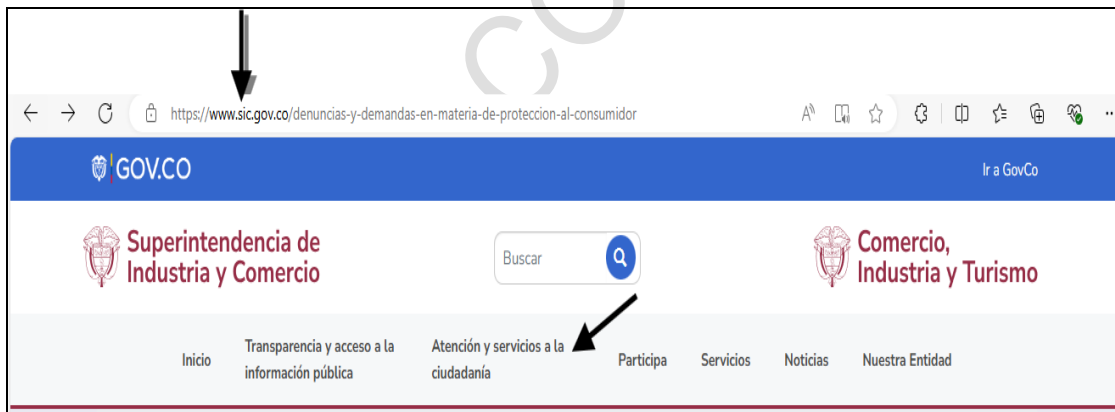 CO
https://www.sic.gov.co/denuncias-y-demandas-en-materia-de-proteccion-al-consumidor
GOV.CO
Ir a GovCo
Superintendencia de
Industria y Comercio
Buscar
Comercio,
Industria y Turismo
Inicio
Transparencia y acceso a la
información pública
Atención y servicios a la
ciudadanía
Participa
Servicios
Noticias
Nuestra Entidad